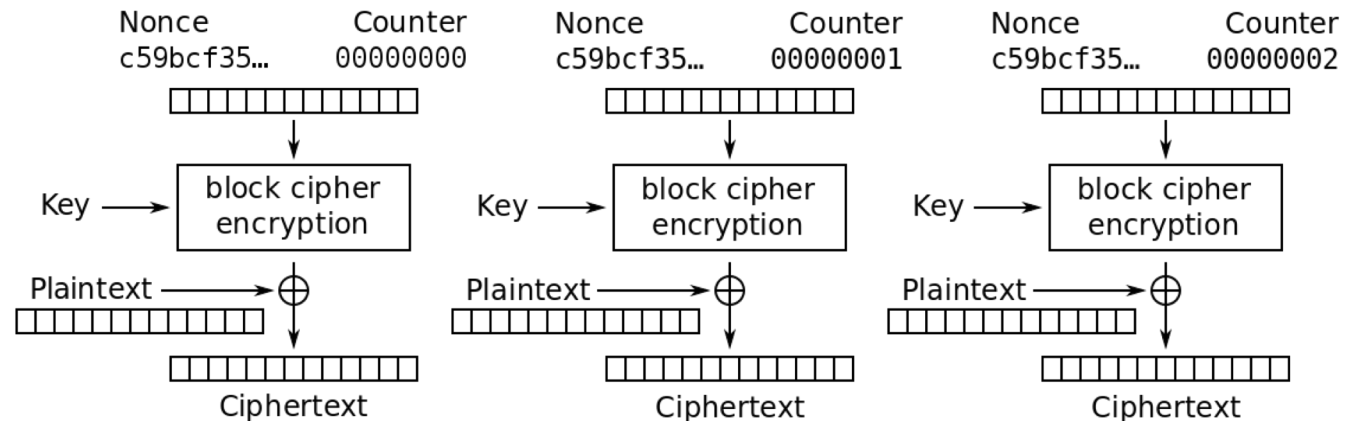 Nonce Counter Nonce Counter Nonce Counter
c59bcf35… 00000000 c59bcf35… 00000001 c59bcf35… 00000002
Key block cipher encryption Key block cipher encryption Key block cipher encryption
Plaintext Plaintext Plaintext
Ciphertext Ciphertext Ciphertext